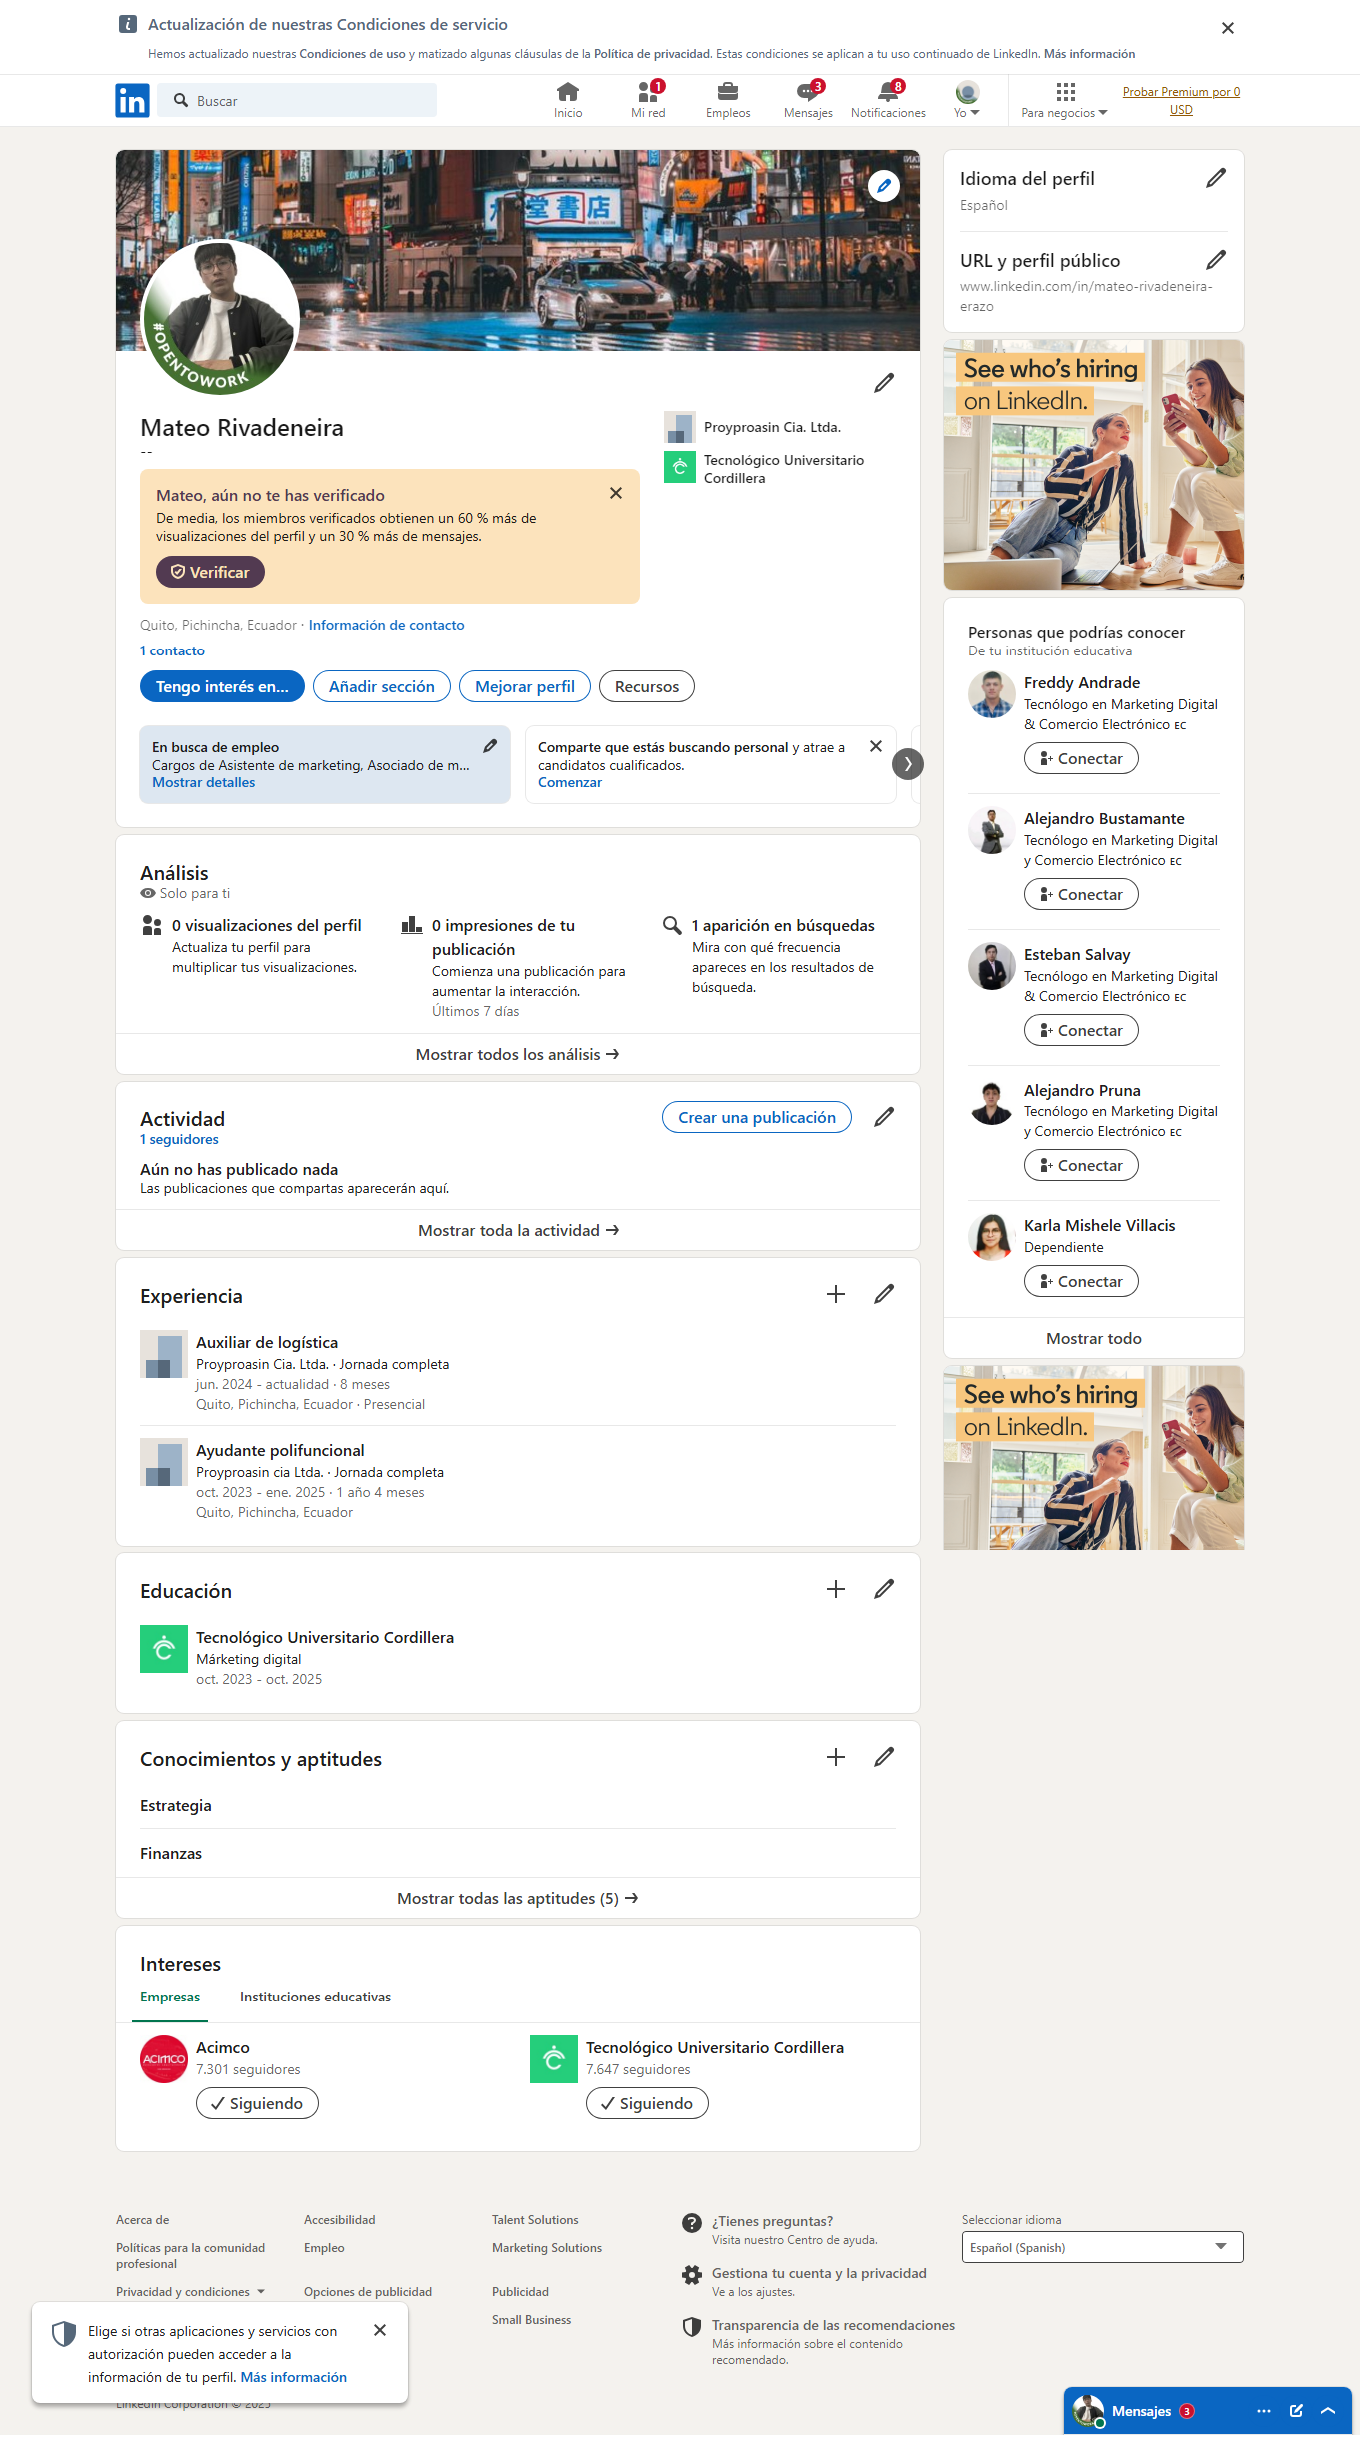 Actualización de nuestras Condiciones de servicio
Hemos actualizado nuestras Condiciones de uso y matizado algunas cláusulas de la Política de privacidad. Estas condiciones se aplican a tu uso continuado de LinkedIn. Más información
in
Buscar
Inicio
1
Mi red
Empleos
3
Mensajes
8
Notificaciones
Yo
Para negocios
Probar Premium por 0
USD
堂書店
#OPENTOWORK
Mateo Rivadeneira
--
Proyproasin Cia. Ltda.
Tecnológico Universitario
Cordillera
Mateo, aún no te has verificado
De media, los miembros verificados obtienen un 60 % más de
visualizaciones del perfil y un 30 % más de mensajes.
Verificar
Quito, Pichincha, Ecuador · Información de contacto
1 contacto
Tengo interés en...
Añadir sección
Mejorar perfil
Recursos
En busca de empleo
Cargos de Asistente de marketing, Asociado de m...
Mostrar detalles
Comparte que estás buscando personal y atrae a
candidatos cualificados.
Comenzar
Análisis
Solo para ti
0 visualizaciones del perfil
Actualiza tu perfil para
multiplicar tus visualizaciones.
0 impresiones de tu
publicación
Comienza una publicación para
aumentar la interacción.
Últimos 7 días
1 aparición en búsquedas
Mira con qué frecuencia
apareces en los resultados de
búsqueda.
Mostrar todos los análisis →
Actividad
1 seguidores
Crear una publicación
Aún no has publicado nada
Las publicaciones que compartas aparecerán aquí.
Mostrar toda la actividad →
Experiencia
Auxiliar de logística
Proyproasin Cia. Ltda. · Jornada completa
jun. 2024 - actualidad · 8 meses
Quito, Pichincha, Ecuador · Presencial
Ayudante polifuncional
Proyproasin cia Ltda. · Jornada completa
oct. 2023 - ene. 2025 · 1 año 4 meses
Quito, Pichincha, Ecuador
Educación
Tecnológico Universitario Cordillera
Márketing digital
oct. 2023 - oct. 2025
Conocimientos y aptitudes
Estrategia
Finanzas
Mostrar todas las aptitudes (5) →
Intereses
Empresas
Instituciones educativas
ACIMCO
Acimco
7.301 seguidores
Siguiendo
Tecnológico Universitario Cordillera
7.647 seguidores
Siguiendo
Idioma del perfil
Español
URL y perfil público
www.linkedin.com/in/mateo-rivadeneira-
erazo
See who's hiring
on LinkedIn.
Personas que podrías conocer
De tu institución educativa
Freddy Andrade
Tecnólogo en Marketing Digital
& Comercio Electrónico EC
Conectar
Alejandro Bustamante
Tecnólogo en Marketing Digital
y Comercio Electrónico EC
Conectar
Esteban Salvay
Tecnólogo en Marketing Digital
& Comercio Electrónico EC
Conectar
Alejandro Pruna
Tecnólogo en Marketing Digital
y Comercio Electrónico EC
Conectar
Karla Mishele Villacis
Dependiente
Conectar
Mostrar todo
See who's hiring
on LinkedIn.
Acerca de
Accesibilidad
Talent Solutions
Políticas para la comunidad
profesional
Empleo
Marketing Solutions
Privacidad y condiciones
Opciones de publicidad
Publicidad
Small Business
¿Tienes preguntas?
Visita nuestro Centro de ayuda.
Gestiona tu cuenta y la privacidad
Ve a los ajustes.
Transparencia de las recomendaciones
Más información sobre el contenido
recomendado.
Seleccionar idioma
Español (Spanish)
Elige si otras aplicaciones y servicios con
autorización pueden acceder a la
información de tu perfil. Más información
LinkedIn Corporation © 2025
Mensajes 3